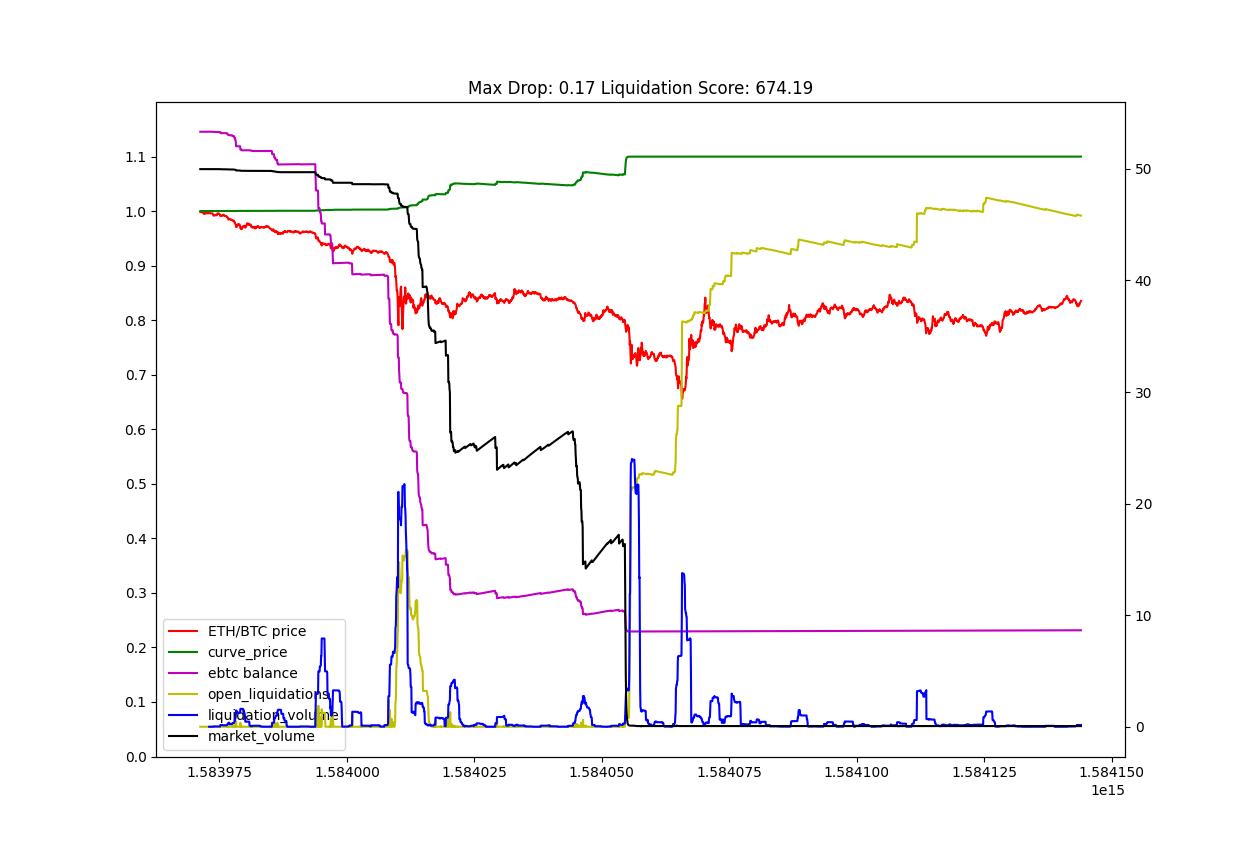 Max Drop: 0.17 Liquidation Score: 674.19
1.1
1.0
0.9
0.8
0.7
0.6
0.5
0.4
0.3
0.2
0.1
0.0
50
40
30
20
10
0
ETH/BTC price
curve_price
ebtc balance
open_liquidations
liquidation_volume
market_volume
1.583975 1.584000 1.584025 1.584050 1.584075 1.584100 1.584125 1.584150
1e15